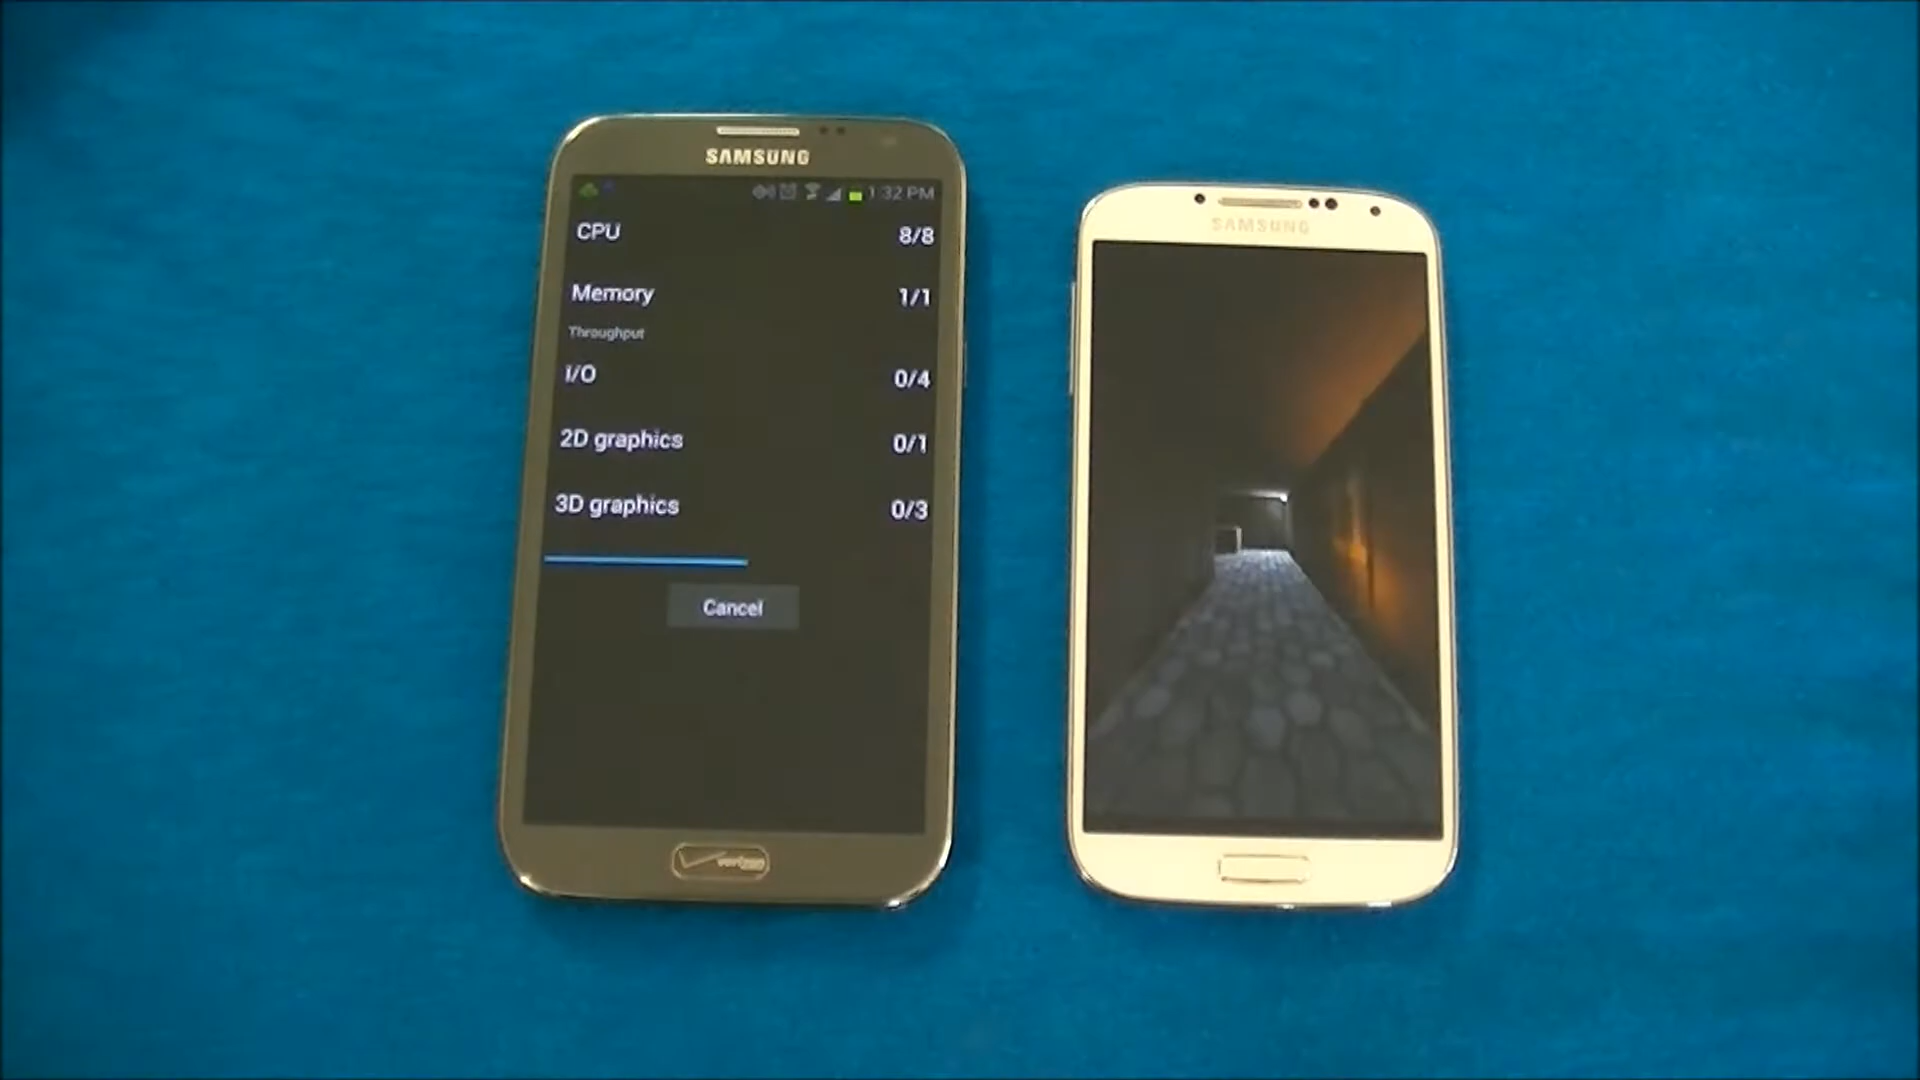 SAMSUNG
1:32 PM
CPU 8/8
Memory 1/1
Throughput
I/O 0/4
2D graphics 0/1
3D graphics 0/3
Cancel
verizon
SAMSUNG